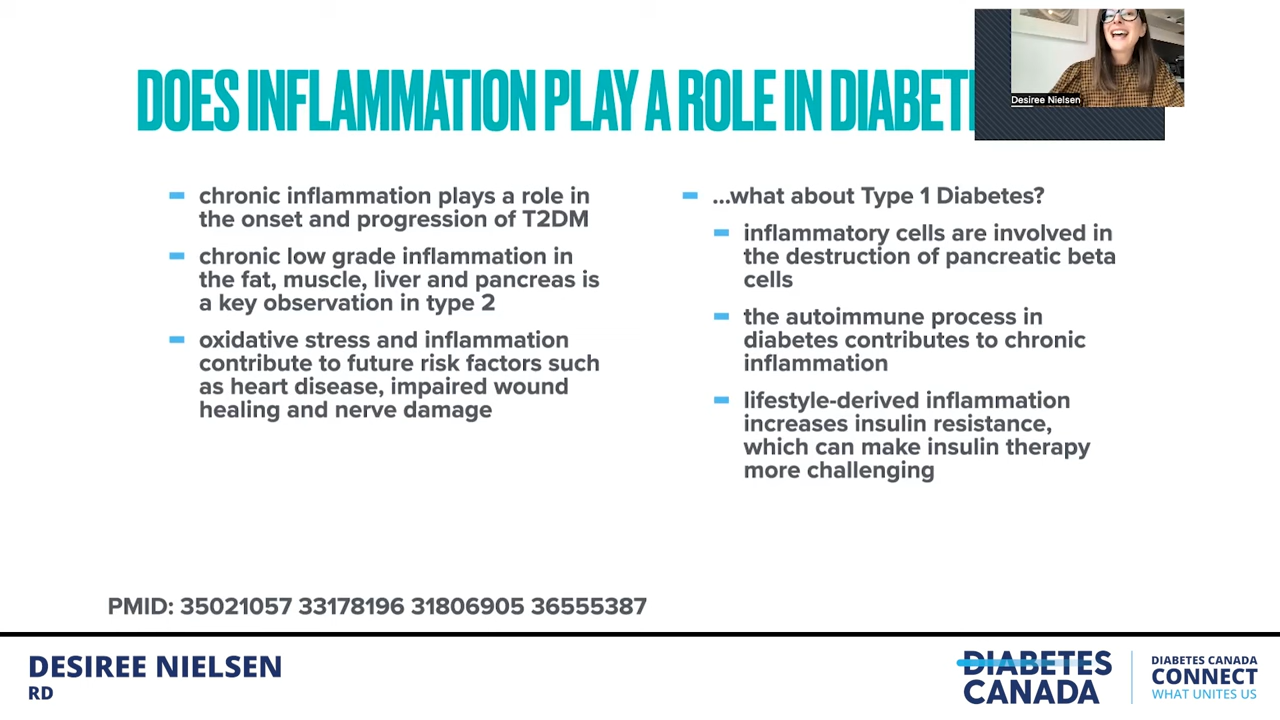 Desiree Nielsen
DOES INFLAMMATION PLAY A ROLE IN DIABET
chronic inflammation plays a role in
the onset and progression of T2DM
chronic low grade inflammation in
the fat, muscle, liver and pancreas is
a key observation in type 2
oxidative stress and inflammation
contribute to future risk factors such
as heart disease, impaired wound
healing and nerve damage
...what about Type 1 Diabetes?
inflammatory cells are involved in
the destruction of pancreatic beta
cells
the autoimmune process in
diabetes contributes to chronic
inflammation
lifestyle-derived inflammation
increases insulin resistance,
which can make insulin therapy
more challenging
PMID: 35021057 33178196 31806905 36555387
DESIREE NIELSEN
RD
DIABETES
CANADA
DIABETES CANADA
CONNECT
WHAT UNITES US